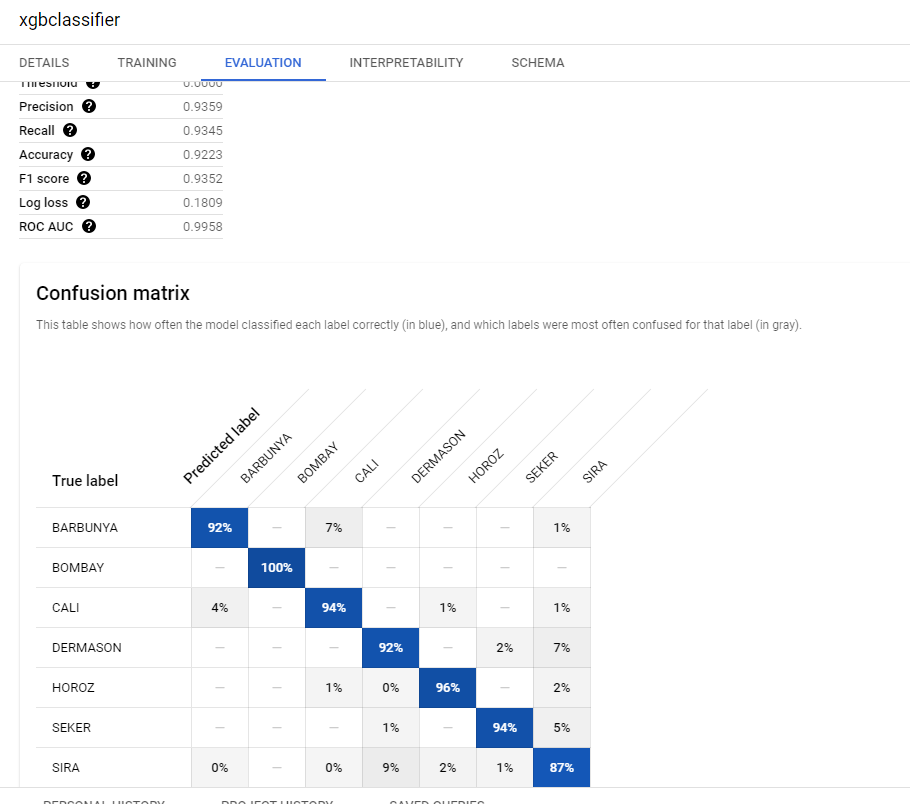 xgbclassifier
DETAILS TRAINING EVALUATION INTERPRETABILITY SCHEMA
Threshold ? 0.0000
Precision ? 0.9359
Recall ? 0.9345
Accuracy ? 0.9223
F1 score ? 0.9352
Log loss ? 0.1809
ROC AUC ? 0.9958
Confusion matrix
This table shows how often the model classified each label correctly (in blue), and which labels were most often confused for that label (in gray).
True label Predicted label BARBUNYA BOMBAY CALI DERMASON HOROZ SEKER SIRA
BARBUNYA 92% — 7% — — — 1%
BOMBAY — 100% — — — — —
CALI 4% — 94% — 1% — 1%
DERMASON — — — 92% — 2% 7%
HOROZ — — 1% 0% 96% — 2%
SEKER — — — 1% — 94% 5%
SIRA 0% — 0% 9% 2% 1% 87%
PERSONAL HISTORY PROJECT HISTORY SAVED QUERIES